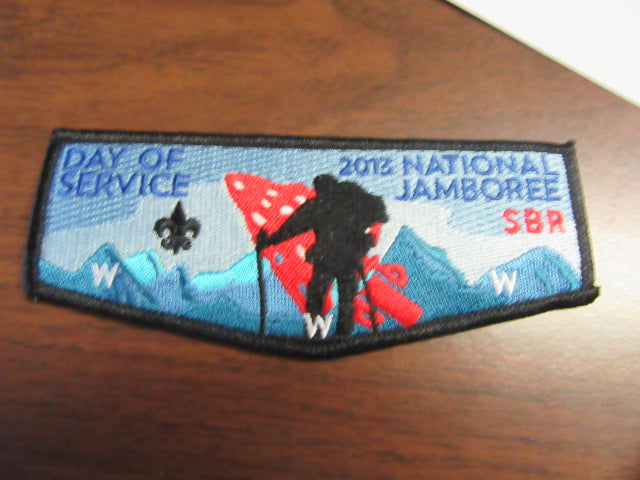 DAY OF
SERVICE
2013 NATIONAL
JAMBOREE
SBR
W
W
W